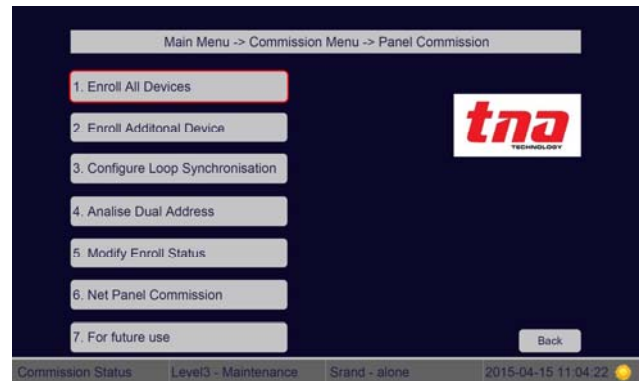 Main Menu -> Commission Menu -> Panel Commission
1. Enroll All Devices
tna
TECHNOLOGY
2. Enroll Additonal Device
3. Configure Loop Synchronisation
4. Analise Dual Address
5. Modify Enroll Status
6. Net Panel Commission
7. For future use
Back
Commission Status Level3 - Maintenance Srand - alone 2015-04-15 11:04:22